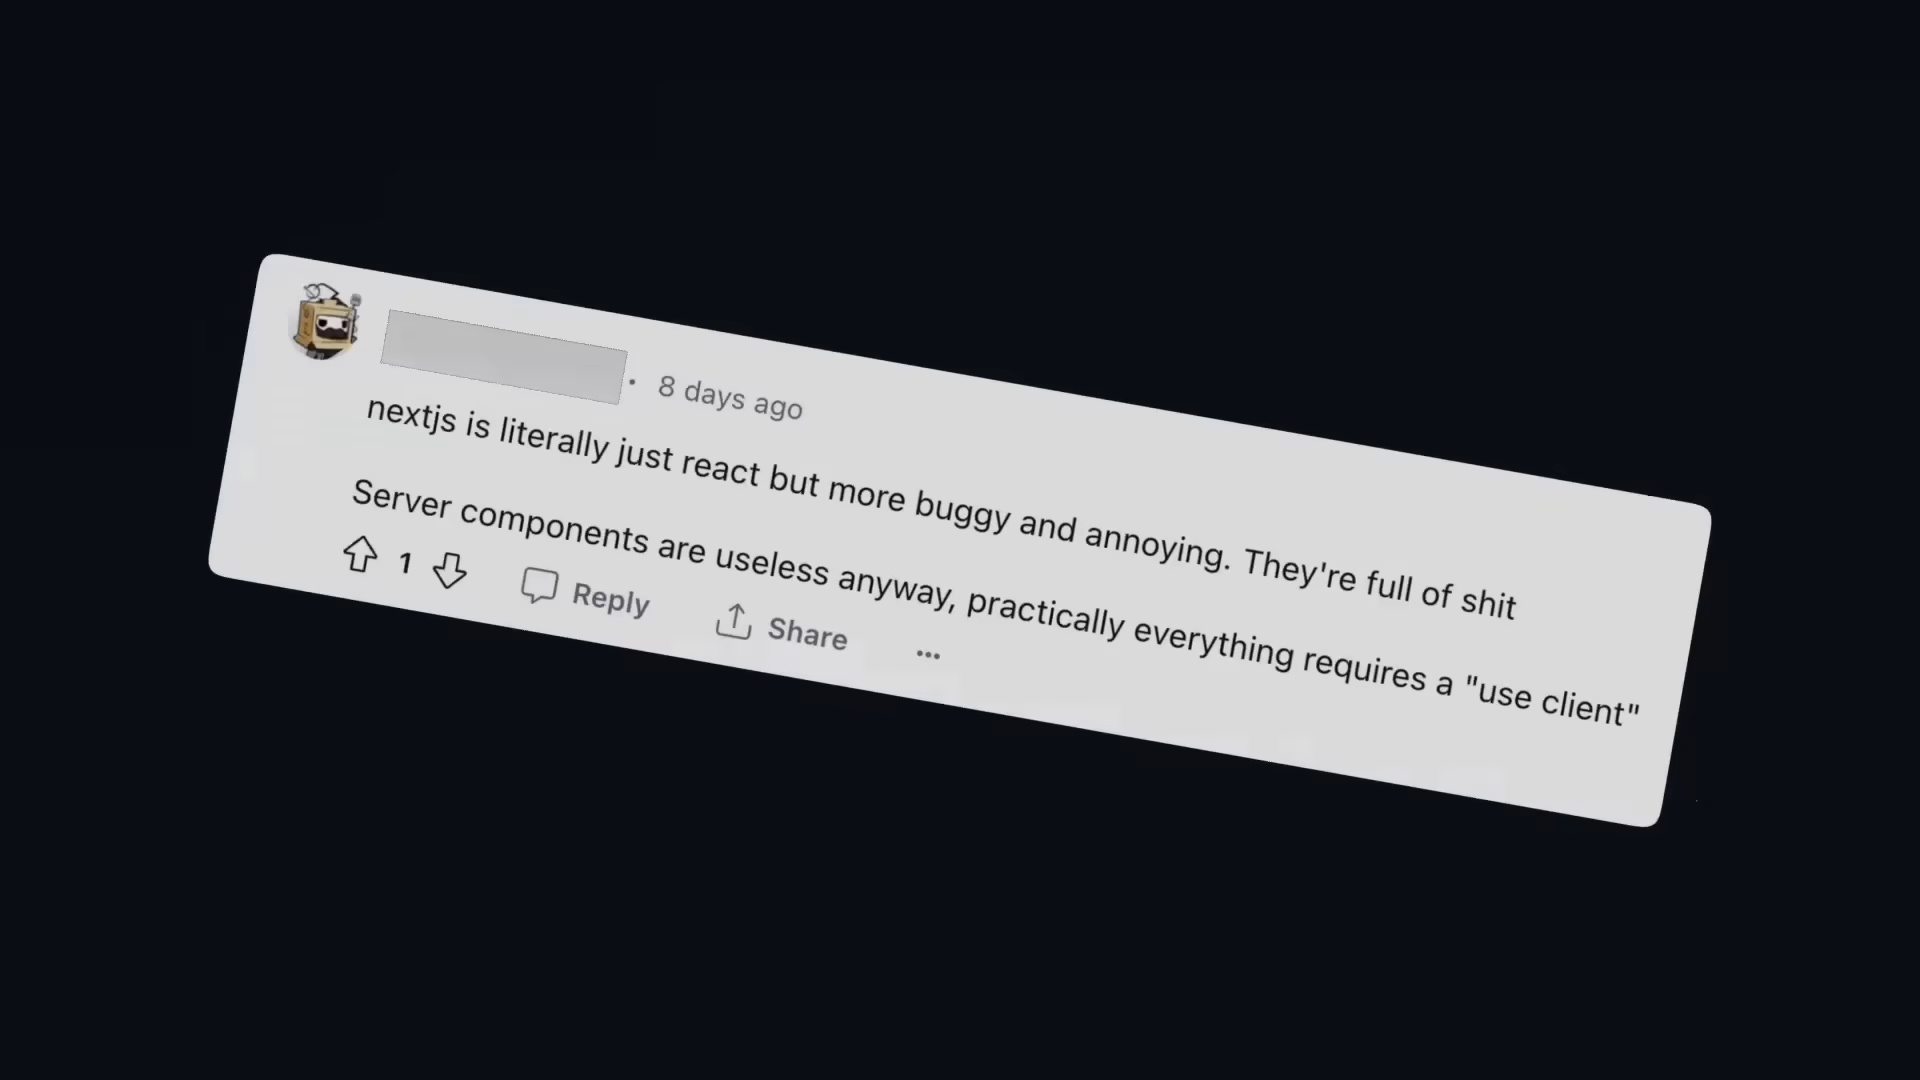 • 8 days ago
nextjs is literally just react but more buggy and annoying. They're full of shit
Server components are useless anyway, practically everything requires a "use client"
1 Reply Share ...